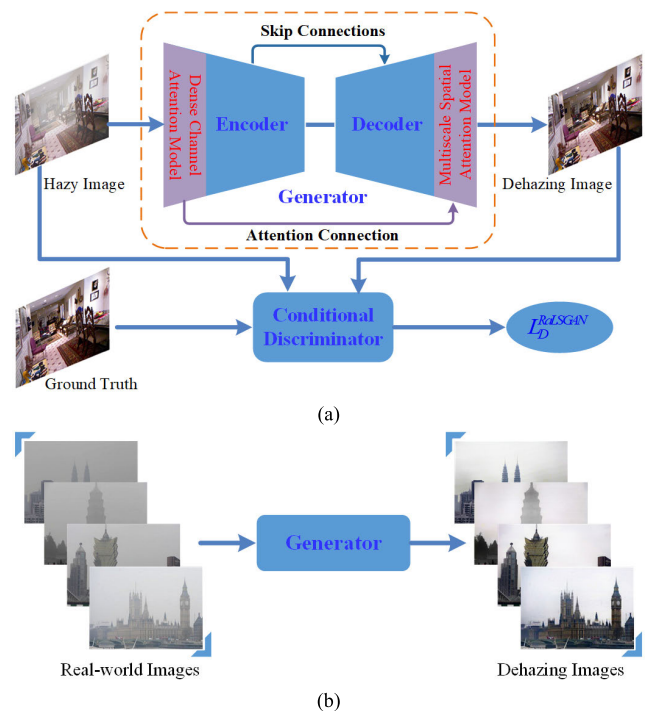 Skip Connections
Dense Channel
Attention Model
Encoder
Decoder
Multiscale Spatial
Attention Model
Hazy Image
Generator
Dehazing Image
Attention Connection
Conditional
Discriminator
L_D^{RaLSGAN}
Ground Truth
(a)
Generator
Real-world Images
Dehazing Images
(b)